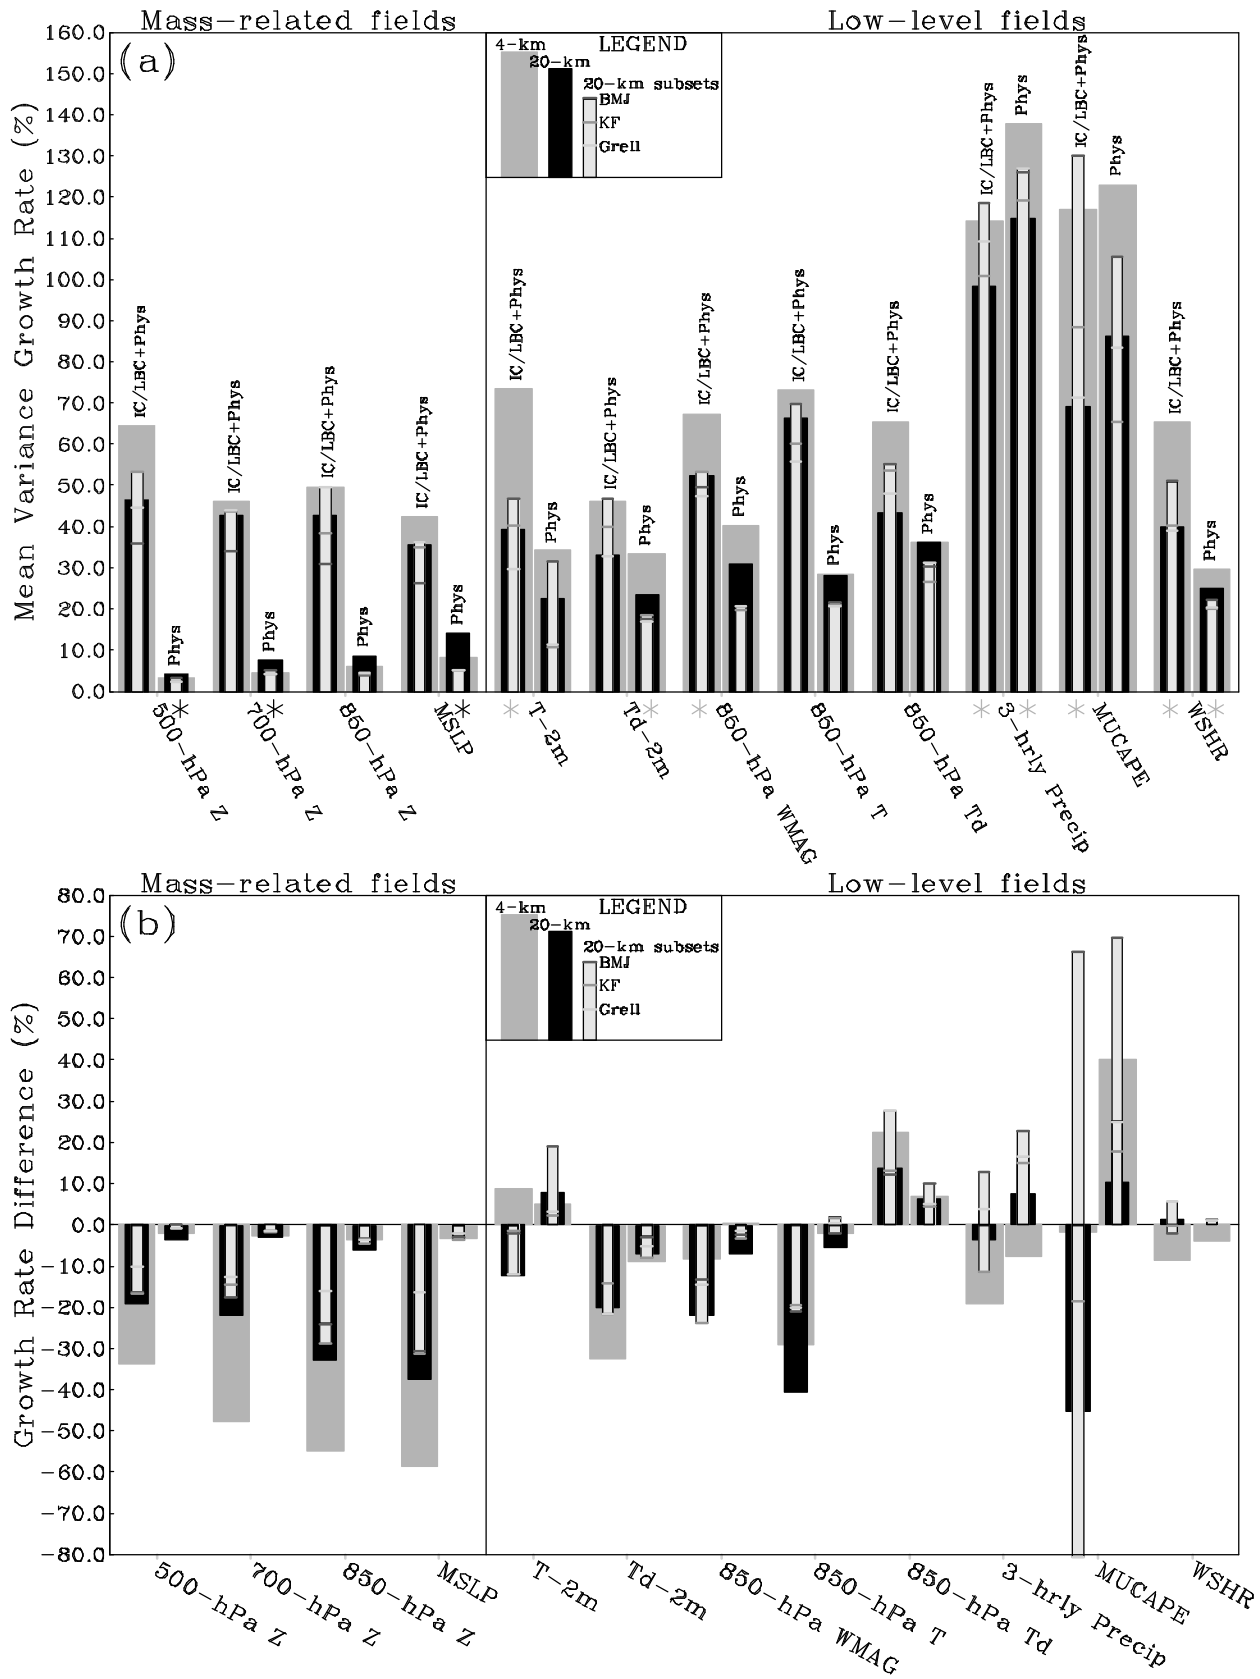 Mass-related fields Low-level fields
(a)
Mean Variance Growth Rate (%)
160.0
150.0
140.0
130.0
120.0
110.0
100.0
90.0
80.0
70.0
60.0
50.0
40.0
30.0
20.0
10.0
0.0
LEGEND
4-km
20-km
20-km subsets
BMJ
KF
Grell
IC/LBC+Phys
Phys
IC/LBC+Phys
Phys
IC/LBC+Phys
Phys
IC/LBC+Phys
Phys
IC/LBC+Phys
Phys
IC/LBC+Phys
Phys
IC/LBC+Phys
Phys
IC/LBC+Phys
Phys
IC/LBC+Phys
Phys
IC/LBC+Phys
Phys
IC/LBC+Phys
Phys
IC/LBC+Phys
Phys
* * * * * * * * * * *
500-hPa Z
700-hPa Z
850-hPa Z
MSLP
T-2m
Td-2m
850-hPa WMAG
850-hPa T
850-hPa Td
3-hrly Precip
MUCAPE
WSHR
Mass-related fields Low-level fields
(b)
Growth Rate Difference (%)
80.0
70.0
60.0
50.0
40.0
30.0
20.0
10.0
0.0
-10.0
-20.0
-30.0
-40.0
-50.0
-60.0
-70.0
-80.0
LEGEND
4-km
20-km
20-km subsets
BMJ
KF
Grell
500-hPa Z
700-hPa Z
850-hPa Z
MSLP
T-2m
Td-2m
850-hPa WMAG
850-hPa T
850-hPa Td
3-hrly Precip
MUCAPE
WSHR